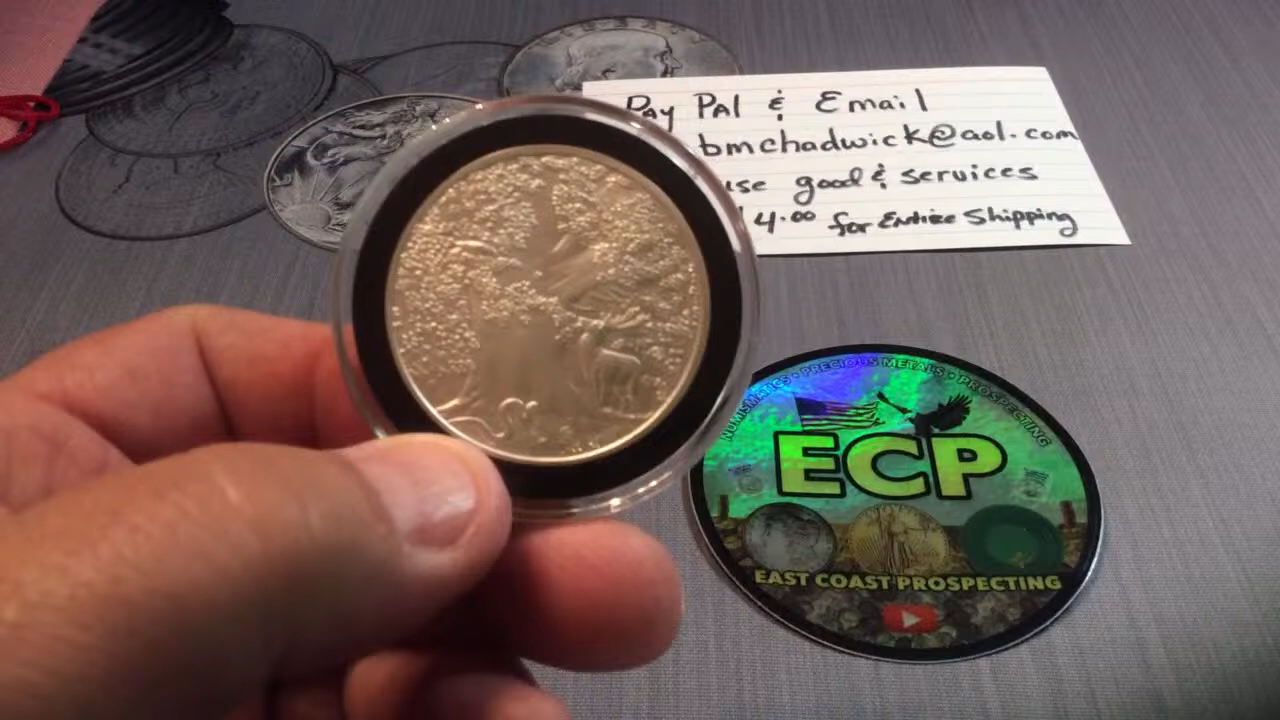 Pay Pal & Email
bmchadwick@aol.com
good & services
4.00 for Entire Shipping
NUMISMATICS • PRECIOUS METALS • PROSPECTING
ECP
EAST COAST PROSPECTING